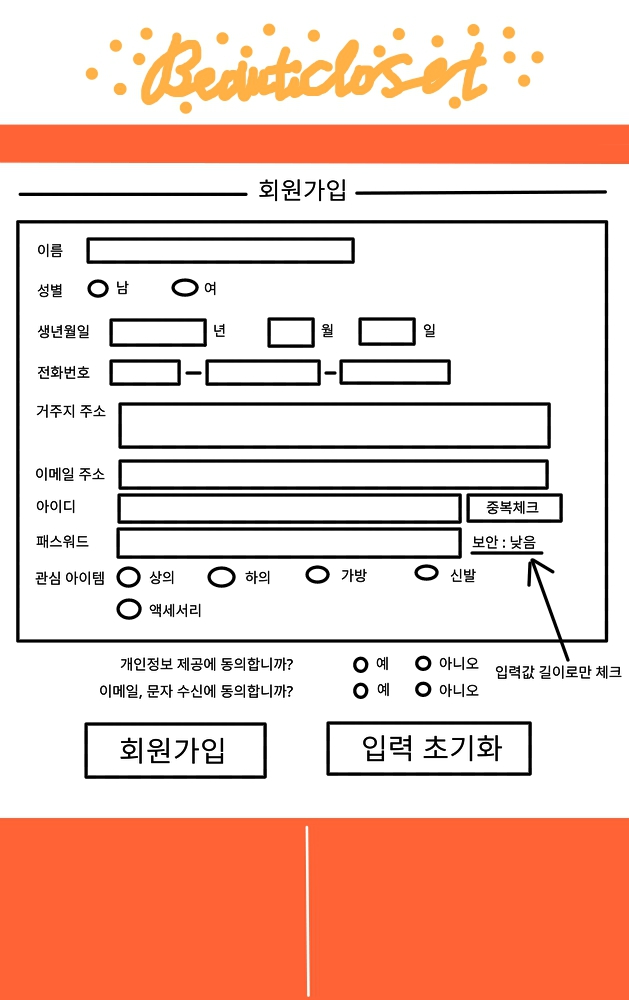 Beauticloset
회원가입
이름
성별 남 여
생년월일 년 월 일
전화번호 - -
거주지 주소
이메일 주소
아이디 중복체크
패스워드 보안 : 낮음
관심 아이템 상의 하의 가방 신발
액세서리
개인정보 제공에 동의합니까? 예 아니오
입력값 길이로만 체크
이메일, 문자 수신에 동의합니까? 예 아니오
회원가입 입력 초기화